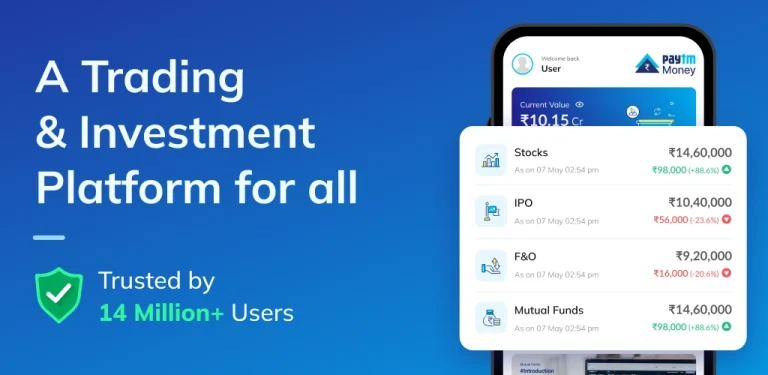 A Trading
& Investment
Platform for all
Trusted by
14 Million+ Users
Welcome back
User
paytm
Money
Current Value
₹10.15 Cr
Stocks
₹14,60,000
As on 07 May 02:54 pm
₹98,000 (+88.6%)
IPO
₹10,40,000
As on 07 May 02:54 pm
₹56,000 (-23.6%)
F&O
₹9,20,000
As on 07 May 02:54 pm
₹16,000 (-20.6%)
Mutual Funds
₹14,60,000
As on 07 May 02:54 pm
₹98,000 (+88.6%)
Mutual Funds
#Introduction